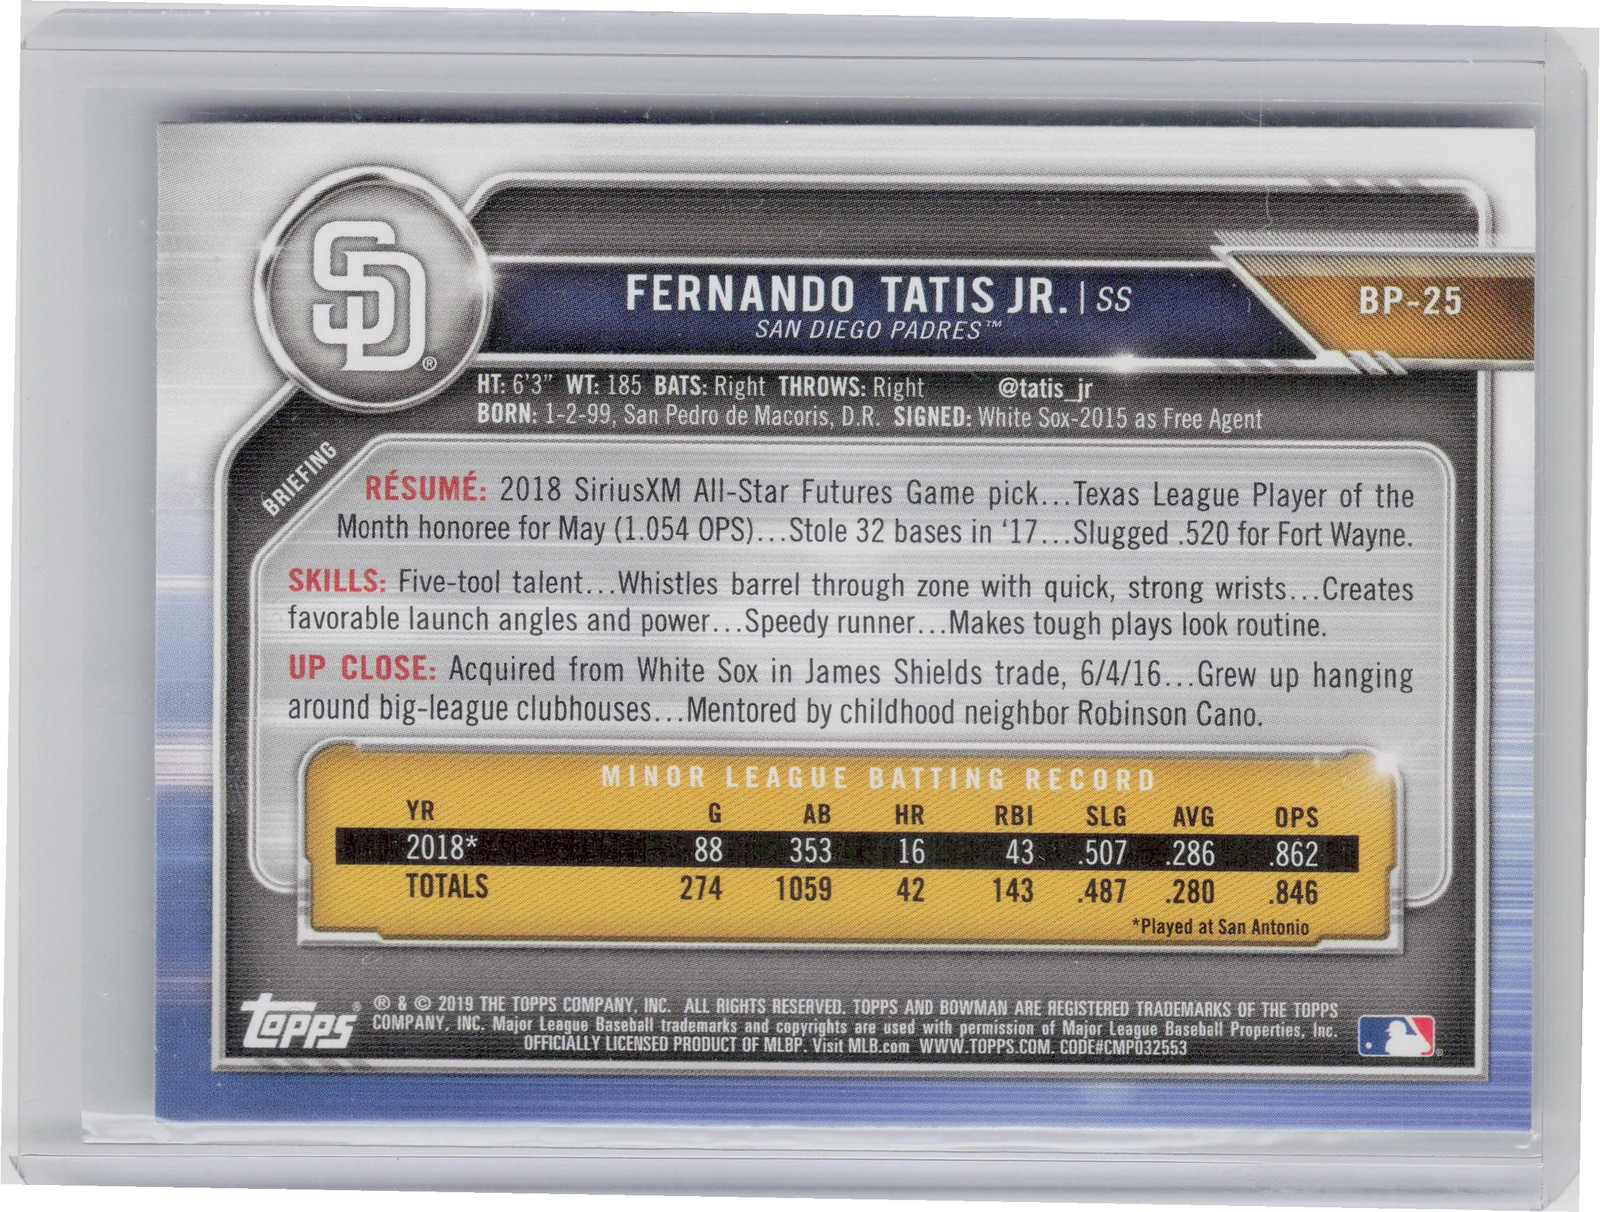 SD®
FERNANDO TATIS JR. | SS
SAN DIEGO PADRES™
BP-25
HT: 6'3" WT: 185 BATS: Right THROWS: Right @tatis_jr
BORN: 1-2-99, San Pedro de Macoris, D.R. SIGNED: White Sox-2015 as Free Agent
BRIEFING
RÉSUMÉ: 2018 SiriusXM All-Star Futures Game pick...Texas League Player of the
Month honoree for May (1.054 OPS)...Stole 32 bases in '17...Slugged .520 for Fort Wayne.
SKILLS: Five-tool talent...Whistles barrel through zone with quick, strong wrists...Creates
favorable launch angles and power...Speedy runner...Makes tough plays look routine.
UP CLOSE: Acquired from White Sox in James Shields trade, 6/4/16...Grew up hanging
around big-league clubhouses...Mentored by childhood neighbor Robinson Cano.
MINOR LEAGUE BATTING RECORD
YR G AB HR RBI SLG AVG OPS
2018* 88 353 16 43 .507 .286 .862
TOTALS 274 1059 42 143 .487 .280 .846
*Played at San Antonio
topps®
® & © 2019 THE TOPPS COMPANY, INC. ALL RIGHTS RESERVED. TOPPS AND BOWMAN ARE REGISTERED TRADEMARKS OF THE TOPPS
COMPANY, INC. Major League Baseball trademarks and copyrights are used with permission of Major League Baseball Properties, Inc.
OFFICIALLY LICENSED PRODUCT OF MLBP. Visit MLB.com WWW.TOPPS.COM. CODE#CMP032553